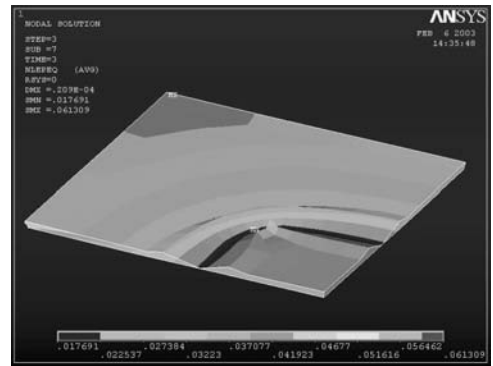 1
ANSYS
NODAL SOLUTION
FEB 6 2003
14:35:48
STEP=3
SUB =7
TIME=3
NLEPEQ (AVG)
RSYS=0
DMX =.209E-04
SMN =.017691
SMX =.061309
MX
.017691 .027384 .037077 .04677 .056462
.022537 .03223 .041923 .051616 .061309